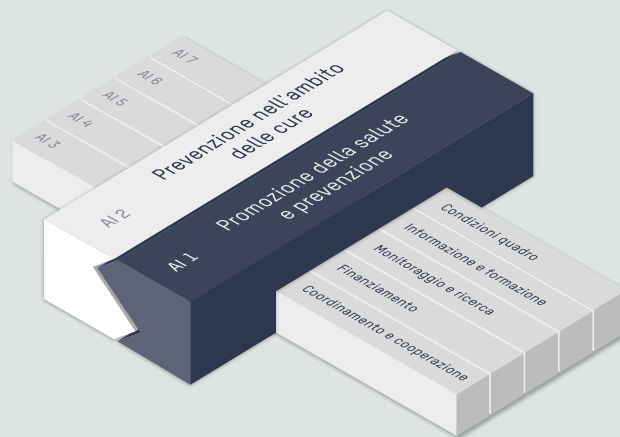 AI 7
AI 6
AI 5
AI 4
AI 3
AI 2
Prevenzione nell'ambito
delle cure
AI 1
Promozione della salute
e prevenzione
Condizioni quadro
Informazione e formazione
Monitoraggio e ricerca
Finanziamento
Coordinamento e cooperazione